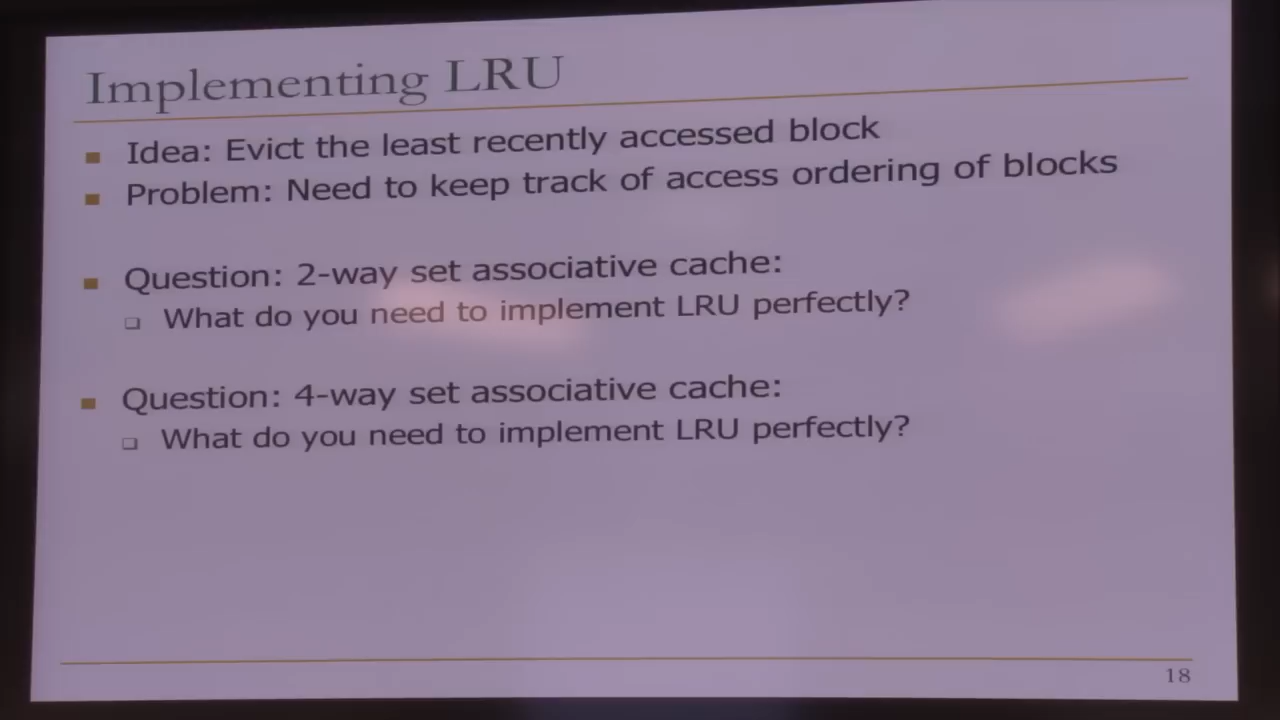 Implementing LRU
Idea: Evict the least recently accessed block
Problem: Need to keep track of access ordering of blocks
Question: 2-way set associative cache:
What do you need to implement LRU perfectly?
Question: 4-way set associative cache:
What do you need to implement LRU perfectly?
18